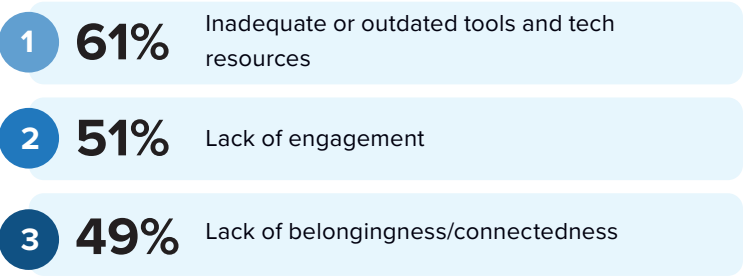 1 61% Inadequate or outdated tools and tech
resources
2 51% Lack of engagement
3 49% Lack of belongingness/connectedness